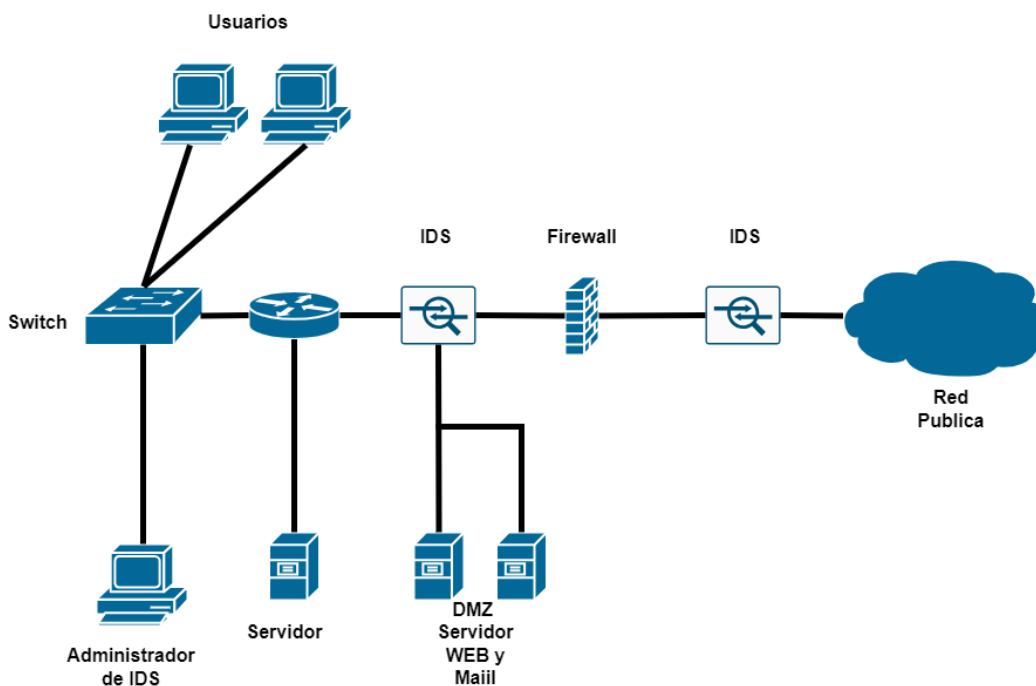 Usuarios
IDS
Firewall
IDS
Switch
Red
Publica
Administrador
de IDS
Servidor
DMZ
Servidor
WEB y
Maiil